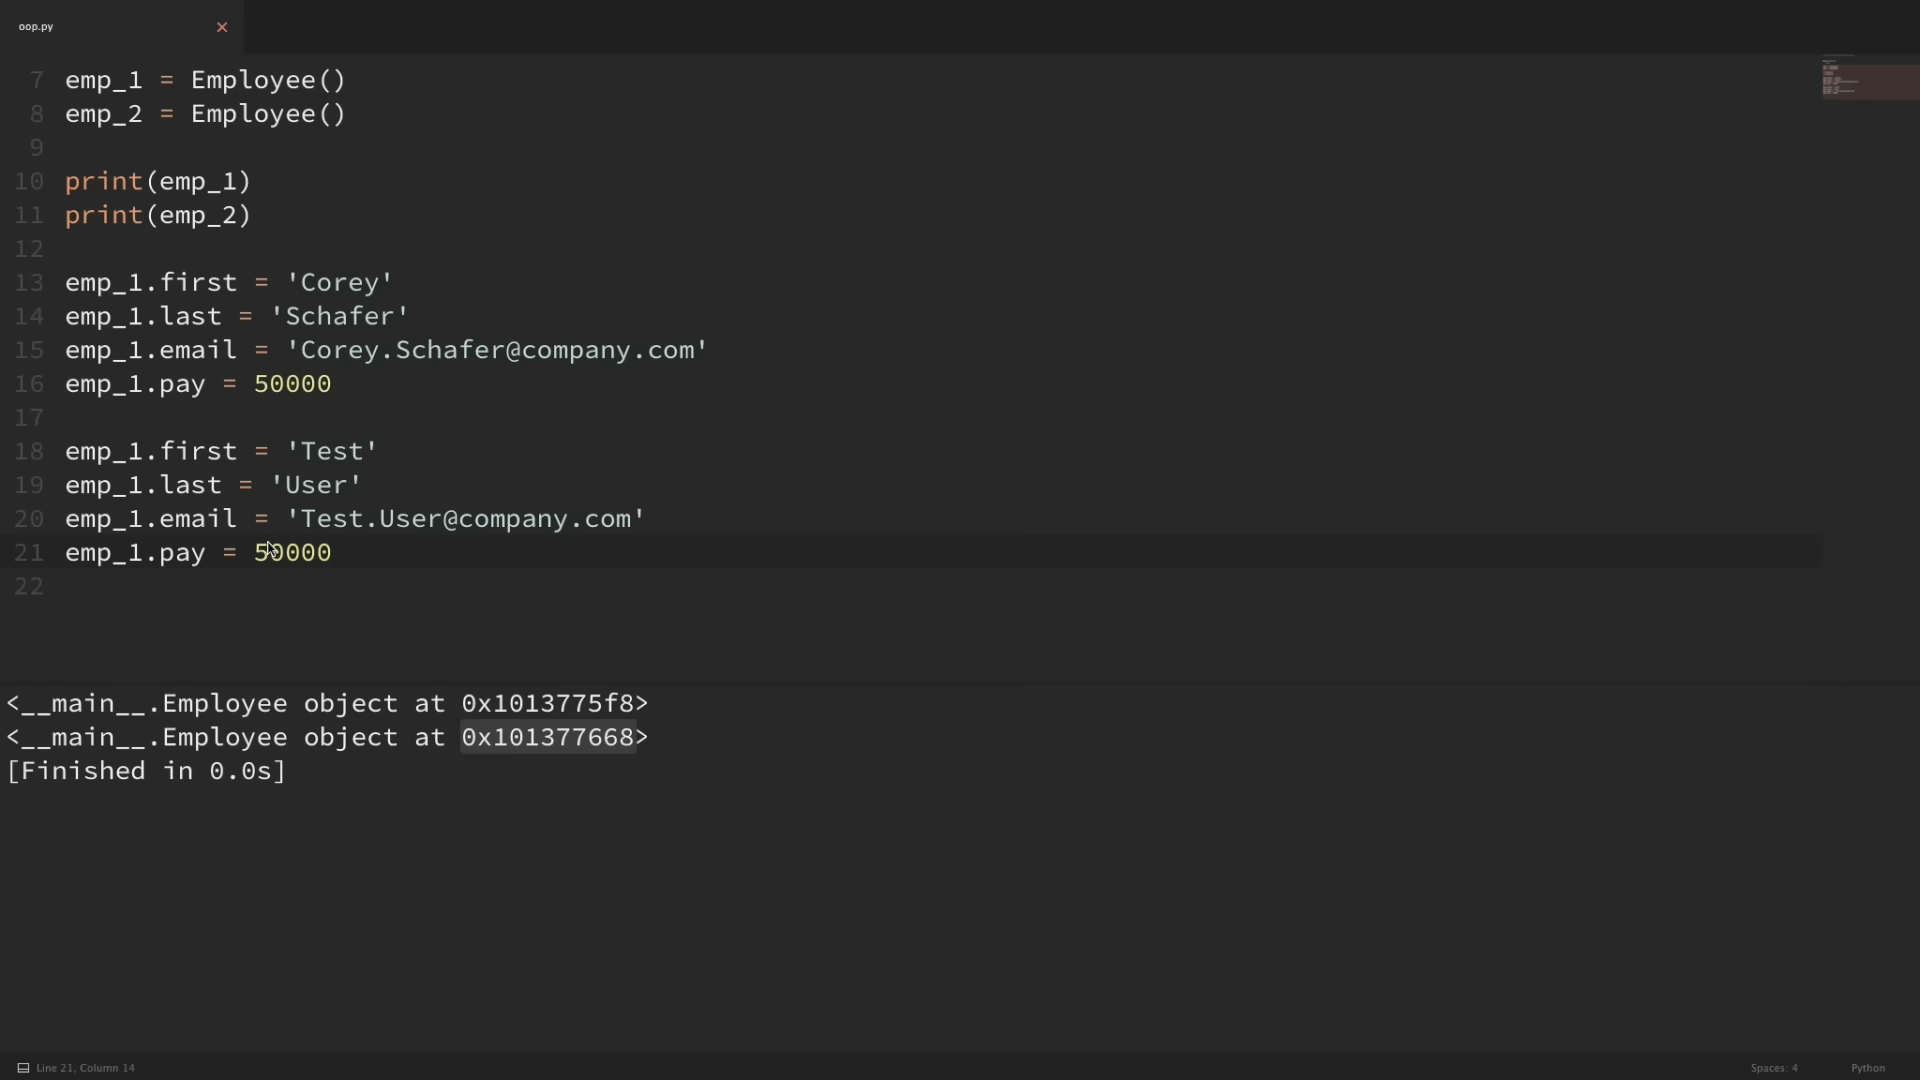 oop.py ×
7 emp_1 = Employee()
8 emp_2 = Employee()
9
10 print(emp_1)
11 print(emp_2)
12
13 emp_1.first = 'Corey'
14 emp_1.last = 'Schafer'
15 emp_1.email = 'Corey.Schafer@company.com'
16 emp_1.pay = 50000
17
18 emp_1.first = 'Test'
19 emp_1.last = 'User'
20 emp_1.email = 'Test.User@company.com'
21 emp_1.pay = 50000
22
<__main__.Employee object at 0x1013775f8>
<__main__.Employee object at 0x101377668>
[Finished in 0.0s]
Line 21, Column 14 Spaces: 4 Python